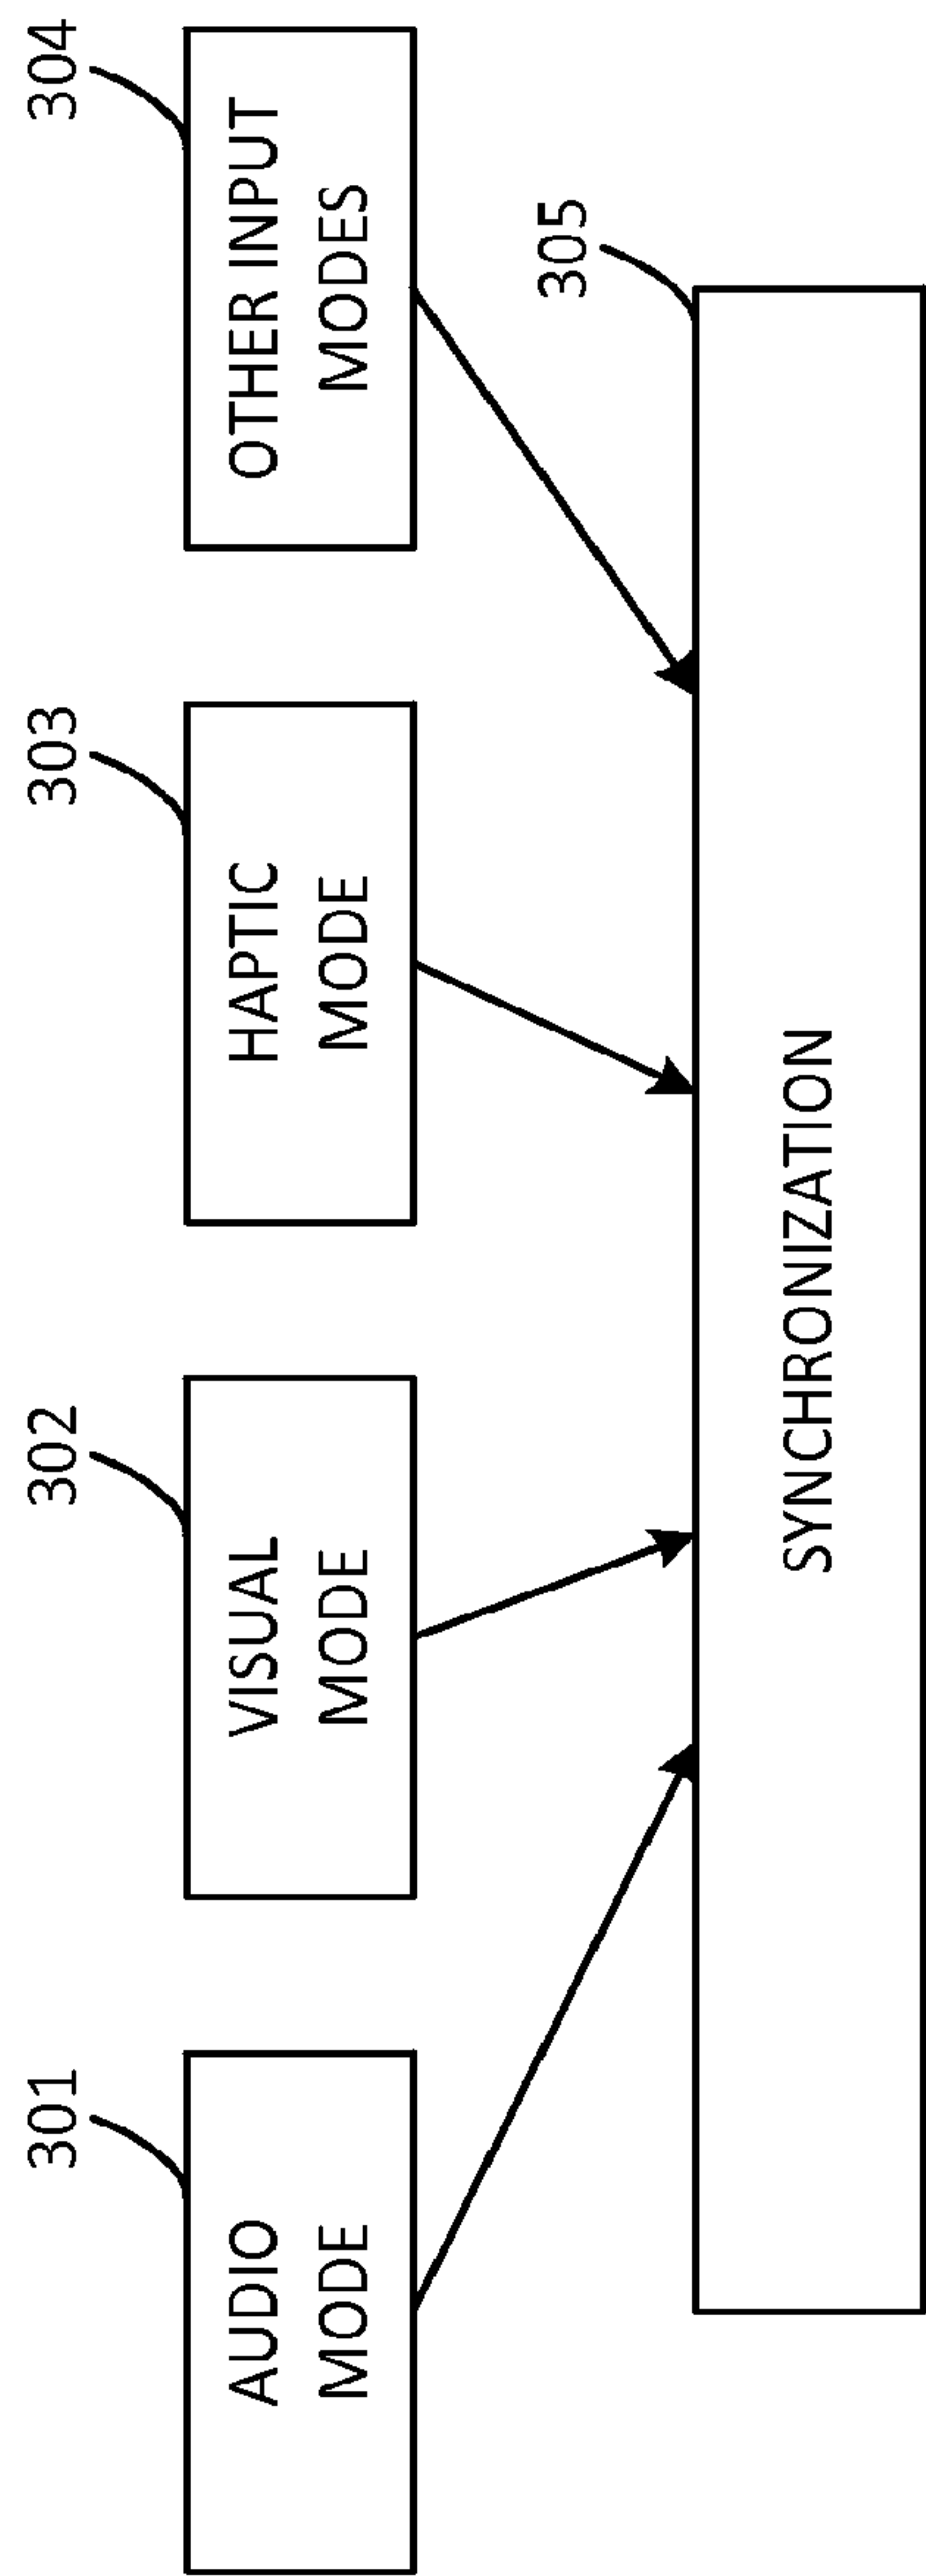 301
AUDIO
MODE
302
VISUAL
MODE
303
HAPTIC
MODE
304
OTHER INPUT
MODES
305
SYNCHRONIZATION